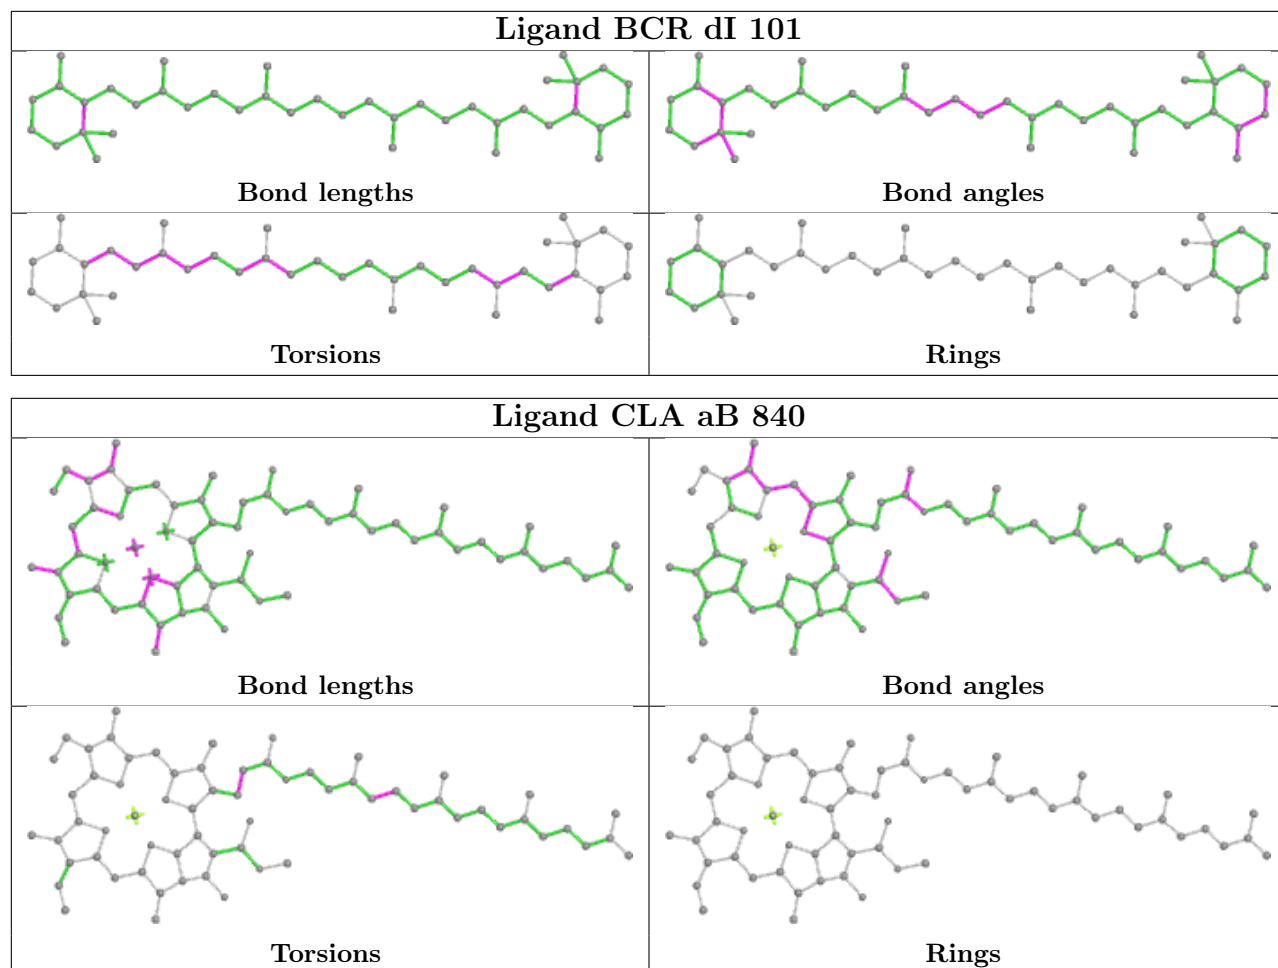 Ligand BCR dI 101
Bond lengths
Bond angles
Torsions
Rings
Ligand CLA aB 840
Bond lengths
Bond angles
Torsions
Rings